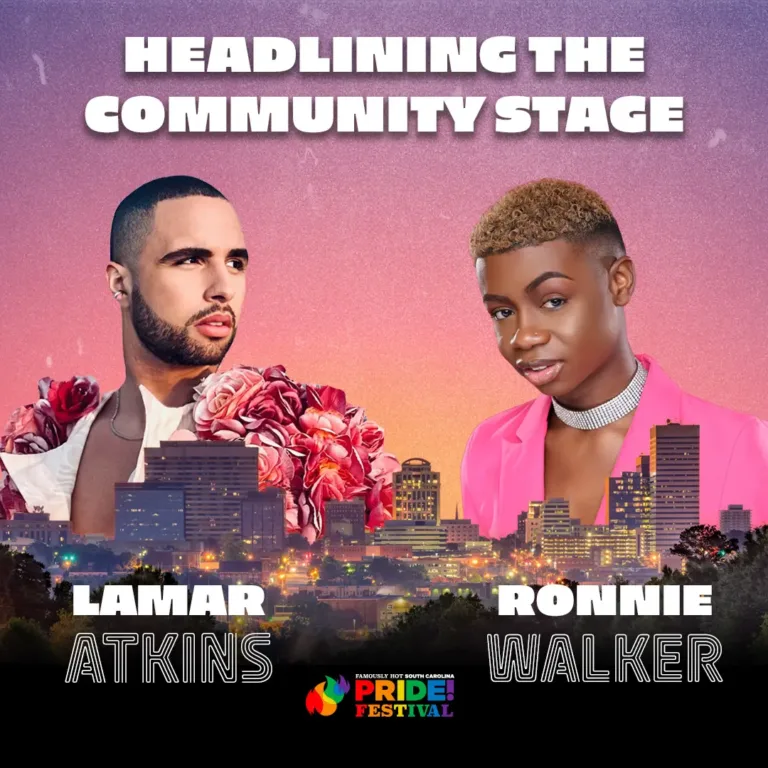 HEADLINING THE
COMMUNITY STAGE
LAMAR
ATKINS
RONNIE
WALKER
FAMOUSLY HOT SOUTH CAROLINA
PRIDE!
FESTIVAL